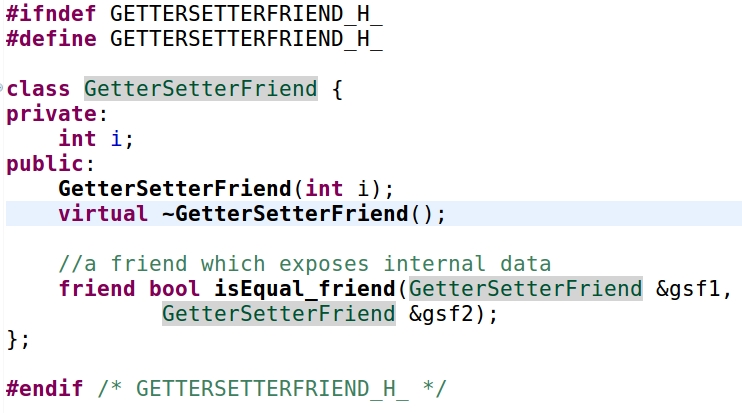 #ifndef GETTERSETTERFRIEND_H_
#define GETTERSETTERFRIEND_H_

class GetterSetterFriend {
private:
    int i;
public:
    GetterSetterFriend(int i);
    virtual ~GetterSetterFriend();

    //a friend which exposes internal data
    friend bool isEqual_friend(GetterSetterFriend &gsf1,
            GetterSetterFriend &gsf2);
};

#endif /* GETTERSETTERFRIEND_H_ */